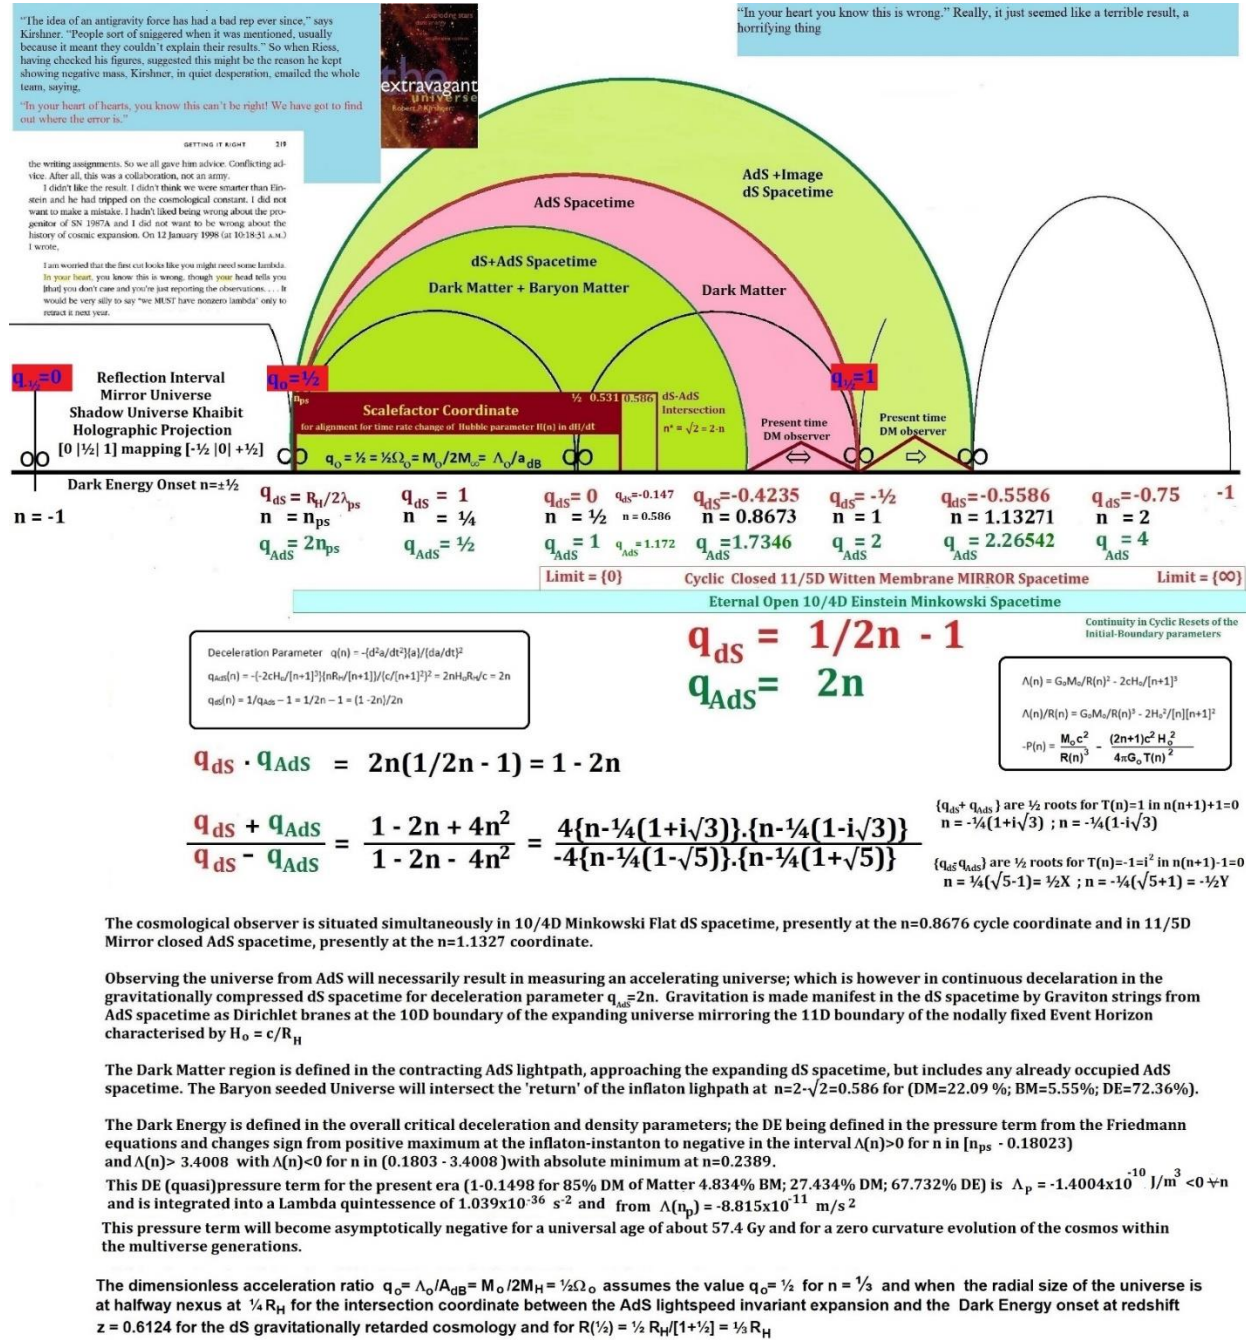 “The idea of an antigravity force has had a bad rep ever since,” says
Kirshner. “People sort of sniggered when it was mentioned, usually
because it meant they couldn’t explain their results.” So when Riess,
having checked his figures, suggested this might be the reason he kept
showing negative mass, Kirshner, in quiet desperation, emailed the whole
team, saying,
“In your heart of hearts, you know this can’t be right! We have got to find
out where the error is.”
exploding stars
the
extravagant
universe
Robert P. Kirshner
“In your heart you know this is wrong.” Really, it just seemed like a terrible result, a
horrifying thing
GETTING IT RIGHT 219
the writing assignments. So we all gave him advice. Conflicting ad-
vice. After all, this was a collaboration, not an army.
I didn't like the result. I didn't think we were smarter than Ein-
stein and he had tripped on the cosmological constant. I did not
want to make a mistake. I hadn't liked being wrong about the pro-
genitor of SN 1987A and I did not want to be wrong about the
history of cosmic expansion. On 12 January 1998 (at 10:18:31 A.M.)
I wrote,
I am worried that the first cut looks like you might need some lambda.
In your heart, you know this is wrong, though your head tells you
[that] you don't care and you're just reporting the observations. . . . It
would be very silly to say "we MUST have nonzero lambda" only to
retract it next year.
AdS +Image
dS Spacetime
AdS Spacetime
dS+AdS Spacetime
Dark Matter + Baryon Matter
Dark Matter
q-½=0
qo=½
q½=1
Reflection Interval
Mirror Universe
Shadow Universe Khaibit
Holographic Projection
[0 |½| 1] mapping [-½ |0| +½]
nps ½ 0.531 0.586
Scalefactor Coordinate
for alignment for time rate change of Hubble parameter H(n) in dH/dt
dS-AdS
Intersection
n* = √2 = 2-n
Present time
DM observer
⇔
Present time
DM observer
⇨
qo = ½ = ½Ωo = Mo/2M∞ = Λo/adB
Dark Energy Onset n=±½
qdS = RH/2λps qdS = 1 qdS = 0 qdS=-0.147 qdS=-0.4235 qdS = -½ qdS=-0.5586 qdS=-0.75 -1
n = -1 n = nps n = ¼ n = ½ n = 0.586 n = 0.8673 n = 1 n = 1.13271 n = 2
qAdS = 2nps qAdS = ½ qAdS = 1 qAdS = 1.172 qAdS=1.7346 qAdS = 2 qAdS = 2.26542 qAdS = 4
Limit = {0} Cyclic Closed 11/5D Witten Membrane MIRROR Spacetime Limit = {∞}
Eternal Open 10/4D Einstein Minkowski Spacetime
Continuity in Cyclic Resets of the
Initial-Boundary parameters
qdS = 1/2n - 1
qAdS = 2n
Deceleration Parameter q(n) = -{d²a/dt²}{a}/{da/dt}²
qAdS(n) = -{-2cHo/[n+1]³}{nRH/[n+1]}/{c/[n+1]²}² = 2nHoRH/c = 2n
qdS(n) = 1/qAdS – 1 = 1/2n – 1 = (1 -2n)/2n
Λ(n) = GoMo/R(n)² - 2cHo/[n+1]³
Λ(n)/R(n) = GoMo/R(n)³ - 2Ho²/[n][n+1]²
-P(n) = Moc²/R(n)³ - (2n+1)c²Ho²/4πGoT(n)²
qdS · qAdS = 2n(1/2n - 1) = 1 - 2n
qdS + qAdS / qdS - qAdS = 1 - 2n + 4n² / 1 - 2n - 4n² = 4{n-¼(1+i√3)}.{n-¼(1-i√3)} / -4{n-¼(1-√5)}.{n-¼(1+√5)}
{qdS+ qAdS} are ½ roots for T(n)=1 in n(n+1)+1=0
n = -¼(1+i√3) ; n = -¼(1-i√3)
{qdS-qAdS} are ½ roots for T(n)=-1=i² in n(n+1)-1=0
n = ¼(√5-1)= ½X ; n = -¼(√5+1) = -½Y
The cosmological observer is situated simultaneously in 10/4D Minkowski Flat dS spacetime, presently at the n=0.8676 cycle coordinate and in 11/5D
Mirror closed AdS spacetime, presently at the n=1.1327 coordinate.
Observing the universe from AdS will necessarily result in measuring an accelerating universe; which is however in continuous decelaration in the
gravitationally compressed dS spacetime for deceleration parameter qAdS=2n. Gravitation is made manifest in the dS spacetime by Graviton strings from
AdS spacetime as Dirichlet branes at the 10D boundary of the expanding universe mirroring the 11D boundary of the nodally fixed Event Horizon
characterised by Ho = c/RH
The Dark Matter region is defined in the contracting AdS lightpath, approaching the expanding dS spacetime, but includes any already occupied AdS
spacetime. The Baryon seeded Universe will intersect the 'return' of the inflaton lighpath at n=2-√2=0.586 for (DM=22.09 %; BM=5.55%; DE=72.36%).
The Dark Energy is defined in the overall critical deceleration and density parameters; the DE being defined in the pressure term from the Friedmann
equations and changes sign from positive maximum at the inflaton-instanton to negative in the interval Λ(n)>0 for n in [nps - 0.18023)
and Λ(n)> 3.4008 with Λ(n)<0 for n in (0.1803 - 3.4008 )with absolute minimum at n=0.2389.
This DE (quasi)pressure term for the present era (1-0.1498 for 85% DM of Matter 4.834% BM; 27.434% DM; 67.732% DE) is ΛP = -1.4004x10-10 J/m³ <0 ∀n
and is integrated into a Lambda quintessence of 1.039x10-36 s-2 and from Λ(np) = -8.815x10-11 m/s2
This pressure term will become asymptotically negative for a universal age of about 57.4 Gy and for a zero curvature evolution of the cosmos within
the multiverse generations.
The dimensionless acceleration ratio qo= Λo/AdB= Mo/2MH= ½Ωo assumes the value qo= ½ for n = ⅓ and when the radial size of the universe is
at halfway nexus at ¼RH for the intersection coordinate between the AdS lightspeed invariant expansion and the Dark Energy onset at redshift
z = 0.6124 for the dS gravitationally retarded cosmology and for R(½) = ½ RH/[1+½] = ⅓RH